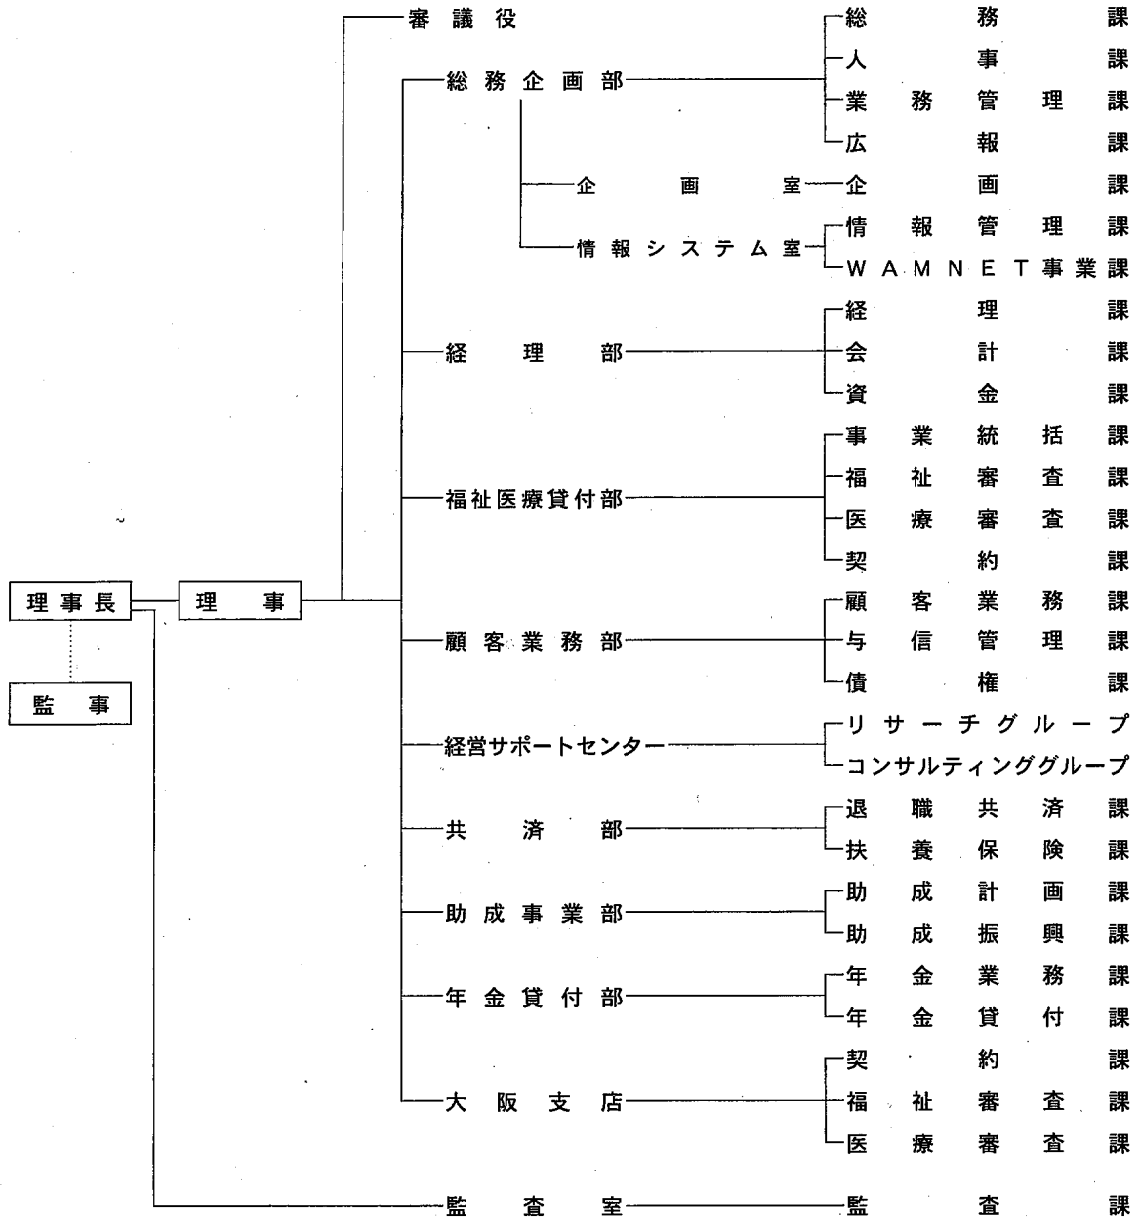 審議役
総務企画部
総務課
人事課
業務管理課
広報課
企画室
企画課
情報システム室
情報管理課
WAMNET事業課
経理部
経理課
会計課
資金課
福祉医療貸付部
事業統括課
福祉審査課
医療審査課
契約課
理事長
理事
監事
顧客業務部
顧客業務課
与信管理課
債権課
経営サポートセンター
リサーチグループ
コンサルティンググループ
共済部
退職共済課
扶養保険課
助成事業部
助成計画課
助成振興課
年金貸付部
年金業務課
年金貸付課
大阪支店
契約課
福祉審査課
医療審査課
監査室
監査課